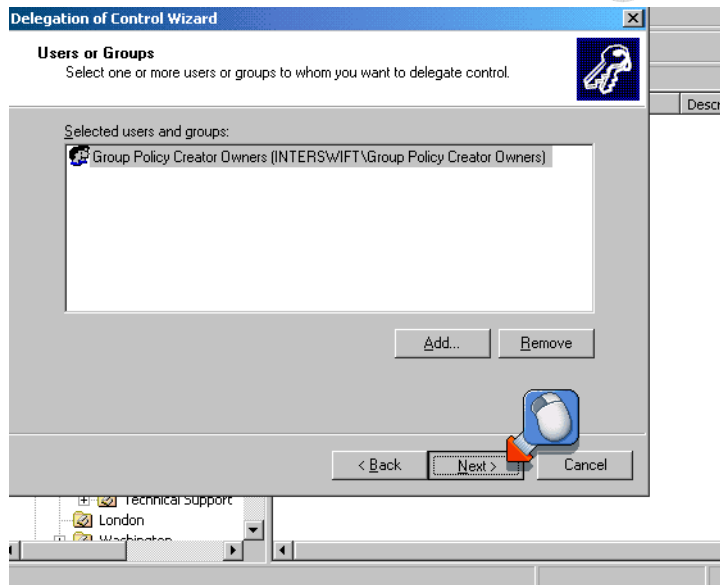 Delegation of Control Wizard
Users or Groups
Select one or more users or groups to whom you want to delegate control.
Descr
Selected users and groups:
Group Policy Creator Owners (INTERSWIFT\Group Policy Creator Owners)
Add...
Remove
< Back
Next >
Cancel
Technical Support
London
Washington